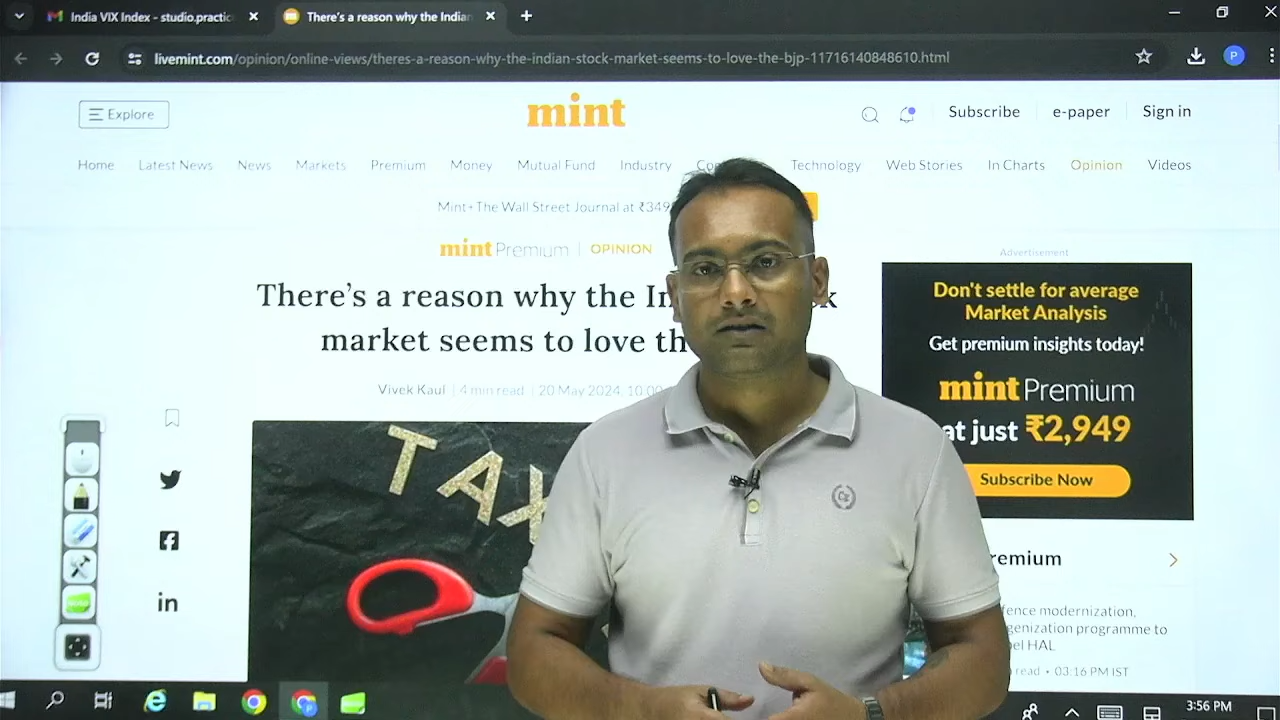 India VIX Index - studio.practic
There's a reason why the Indian
livemint.com/opinion/online-views/theres-a-reason-why-the-indian-stock-market-seems-to-love-the-bjp-11716140848610.html
P
Explore
mint
Subscribe
e-paper
Sign in
Home Latest News News Markets Premium Money Mutual Fund Industry Technology Web Stories In Charts Opinion Videos
Mint+ The Wall Street Journal at ₹349
mint Premium | OPINION
Advertisement
There's a reason why the In k
market seems to love th
Vivek Kaul | 4 min read | 20 May 2024, 10:00
Don't settle for average
Market Analysis
Get premium insights today!
mint Premium
at just ₹2,949
Subscribe Now
TAX
remium
fence modernization,
genization programme to
el HAL
read • 03:16 PM IST
in
3:56 PM